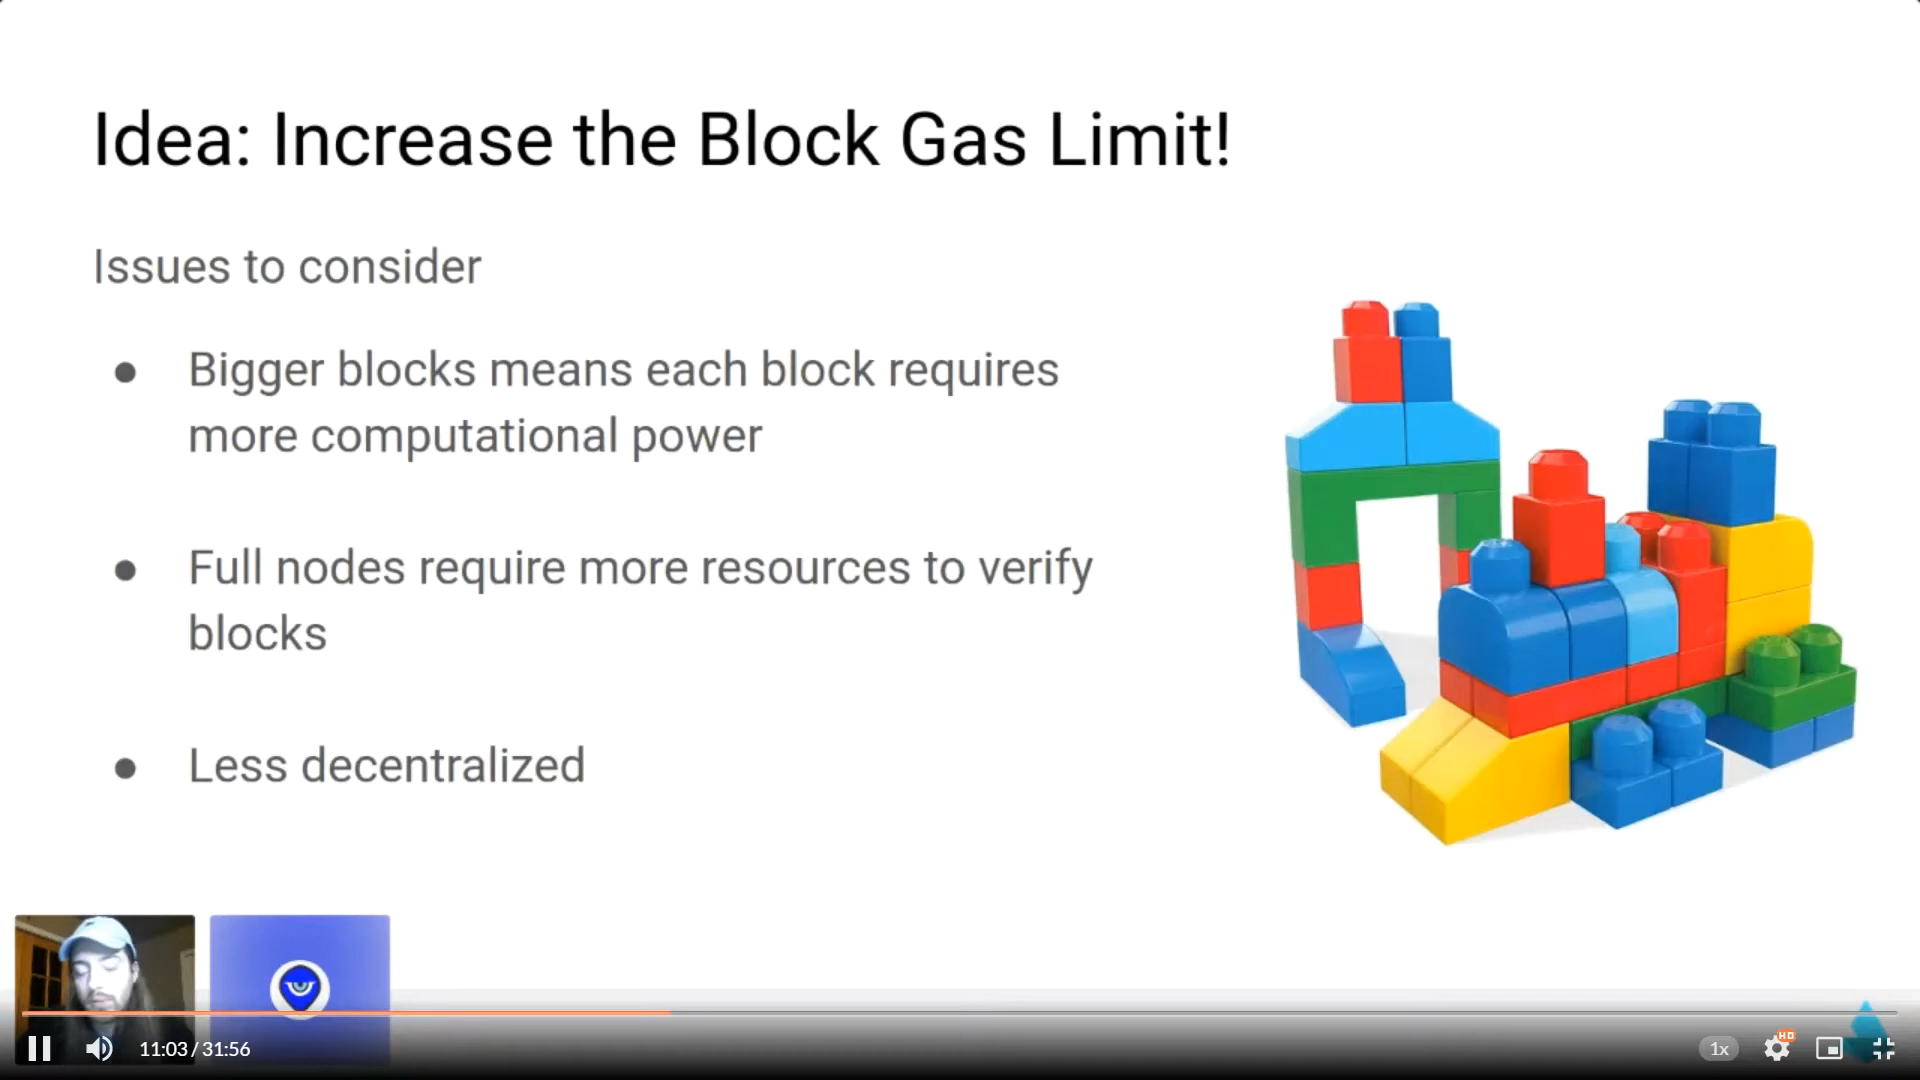 Idea: Increase the Block Gas Limit!
Issues to consider
● Bigger blocks means each block requires
more computational power
● Full nodes require more resources to verify
blocks
● Less decentralized
11:03 / 31:56
1x
HD